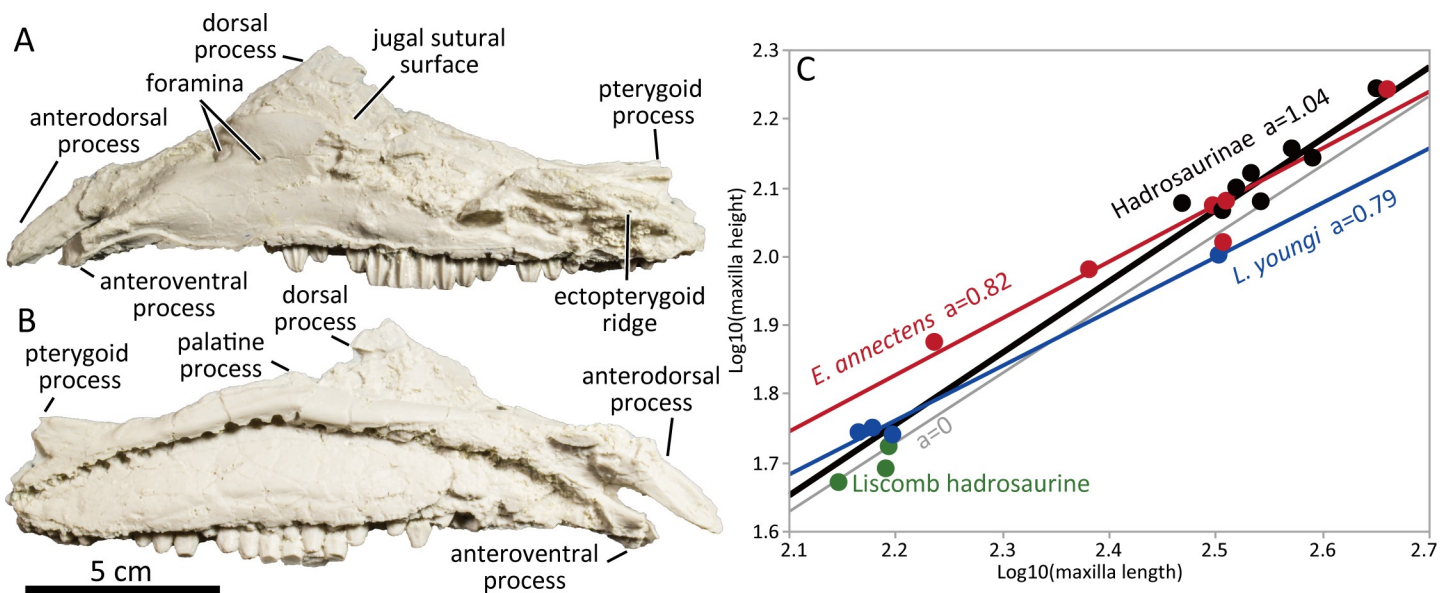 A
dorsal
process
jugal sutural
surface
foramina
pterygoid
process
anterodorsal
process
anteroventral
process
ectopterygoid
ridge
B
dorsal
process
palatine
process
pterygoid
process
anterodorsal
process
anteroventral
process
5 cm
C
2.3
2.2
2.1
2.0
1.9
1.8
1.7
1.6
Log10(maxilla height)
Hadrosaurinae a=1.04
E. annectens a=0.82
L. youngi a=0.79
a=0
Liscomb hadrosaurine
2.1 2.2 2.3 2.4 2.5 2.6 2.7
Log10(maxilla length)